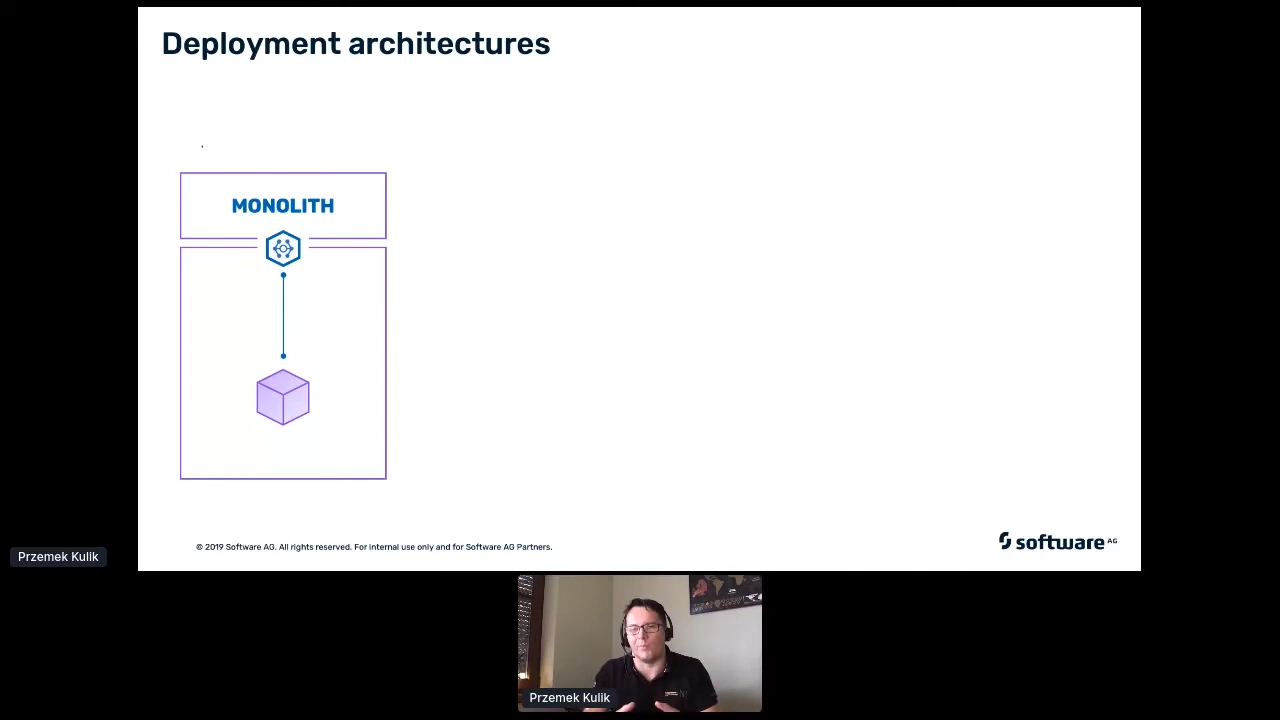 Deployment architectures
MONOLITH
© 2019 Software AG. All rights reserved. For internal use only and for Software AG Partners.
software AG
Przemek Kulik
Przemek Kulik